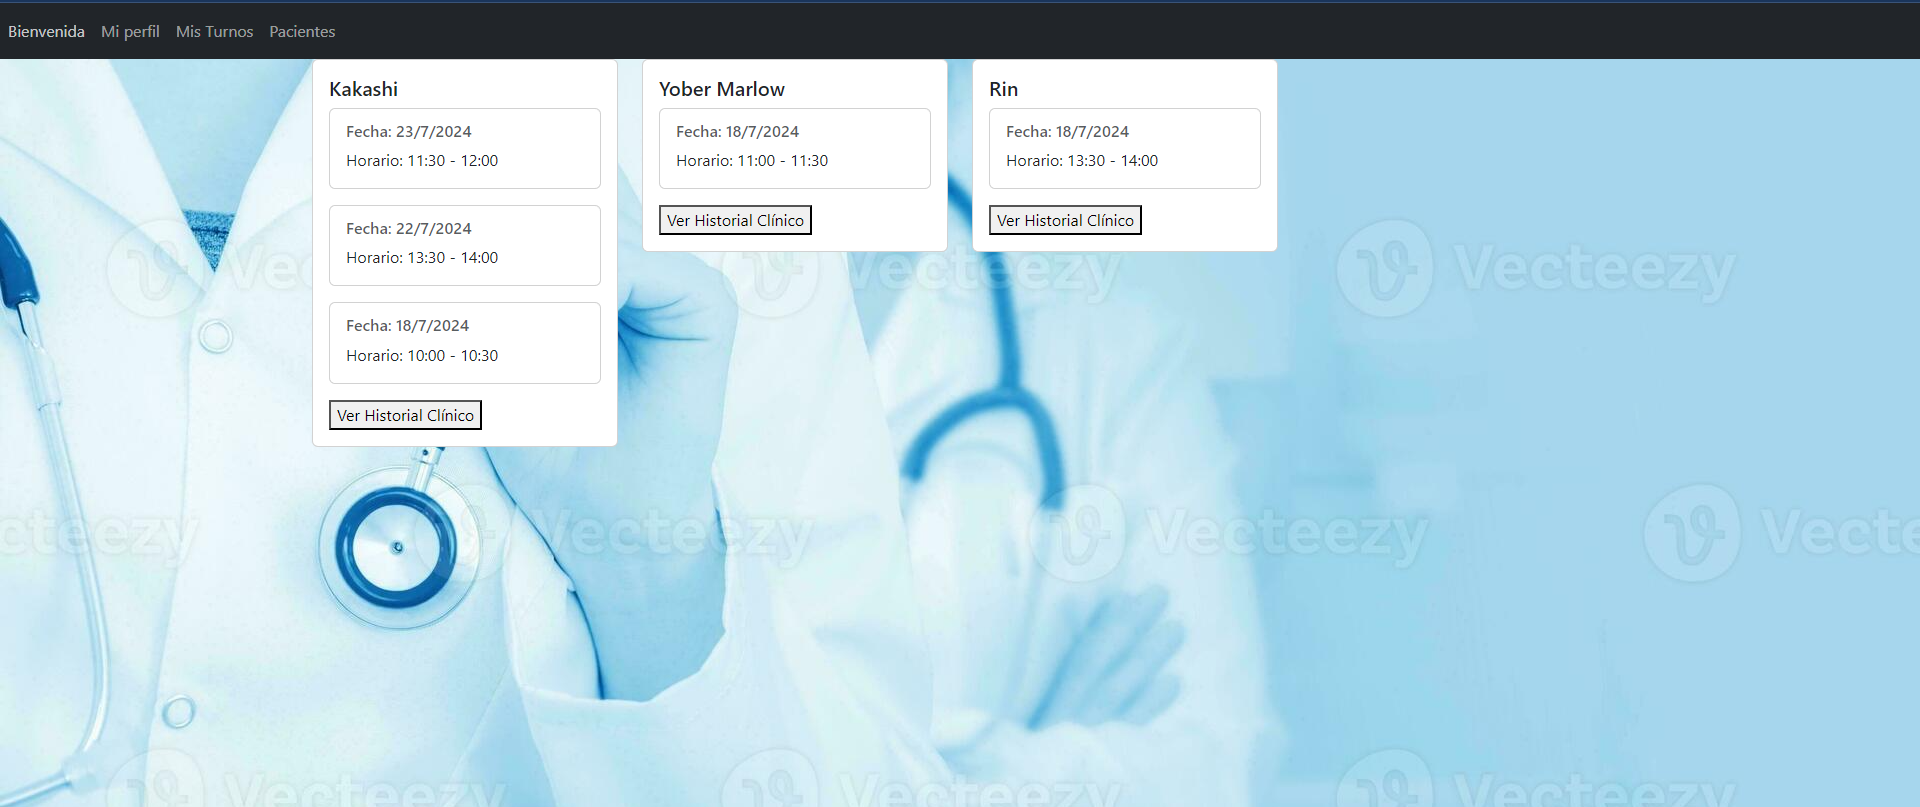 Bienvenida Mi perfil Mis Turnos Pacientes
Kakashi
Fecha: 23/7/2024
Horario: 11:30 - 12:00
Fecha: 22/7/2024
Horario: 13:30 - 14:00
Fecha: 18/7/2024
Horario: 10:00 - 10:30
Ver Historial Clínico
Yober Marlow
Fecha: 18/7/2024
Horario: 11:00 - 11:30
Ver Historial Clínico
Rin
Fecha: 18/7/2024
Horario: 13:30 - 14:00
Ver Historial Clínico
Vecteezy
Vecteezy
Vecteezy
Vecteezy
Vecteezy
Vecteezy
Vecteezy